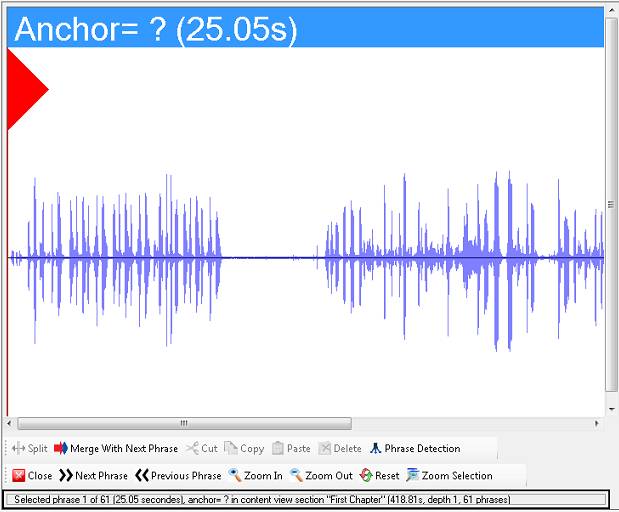 Anchor= ? (25.05s)
Split Merge With Next Phrase Cut Copy Paste Delete Phrase Detection
Close Next Phrase Previous Phrase Zoom In Zoom Out Reset Zoom Selection
Selected phrase 1 of 61 (25.05 secondes), anchor= ? in content view section "First Chapter" (418.81s, depth 1, 61 phrases)